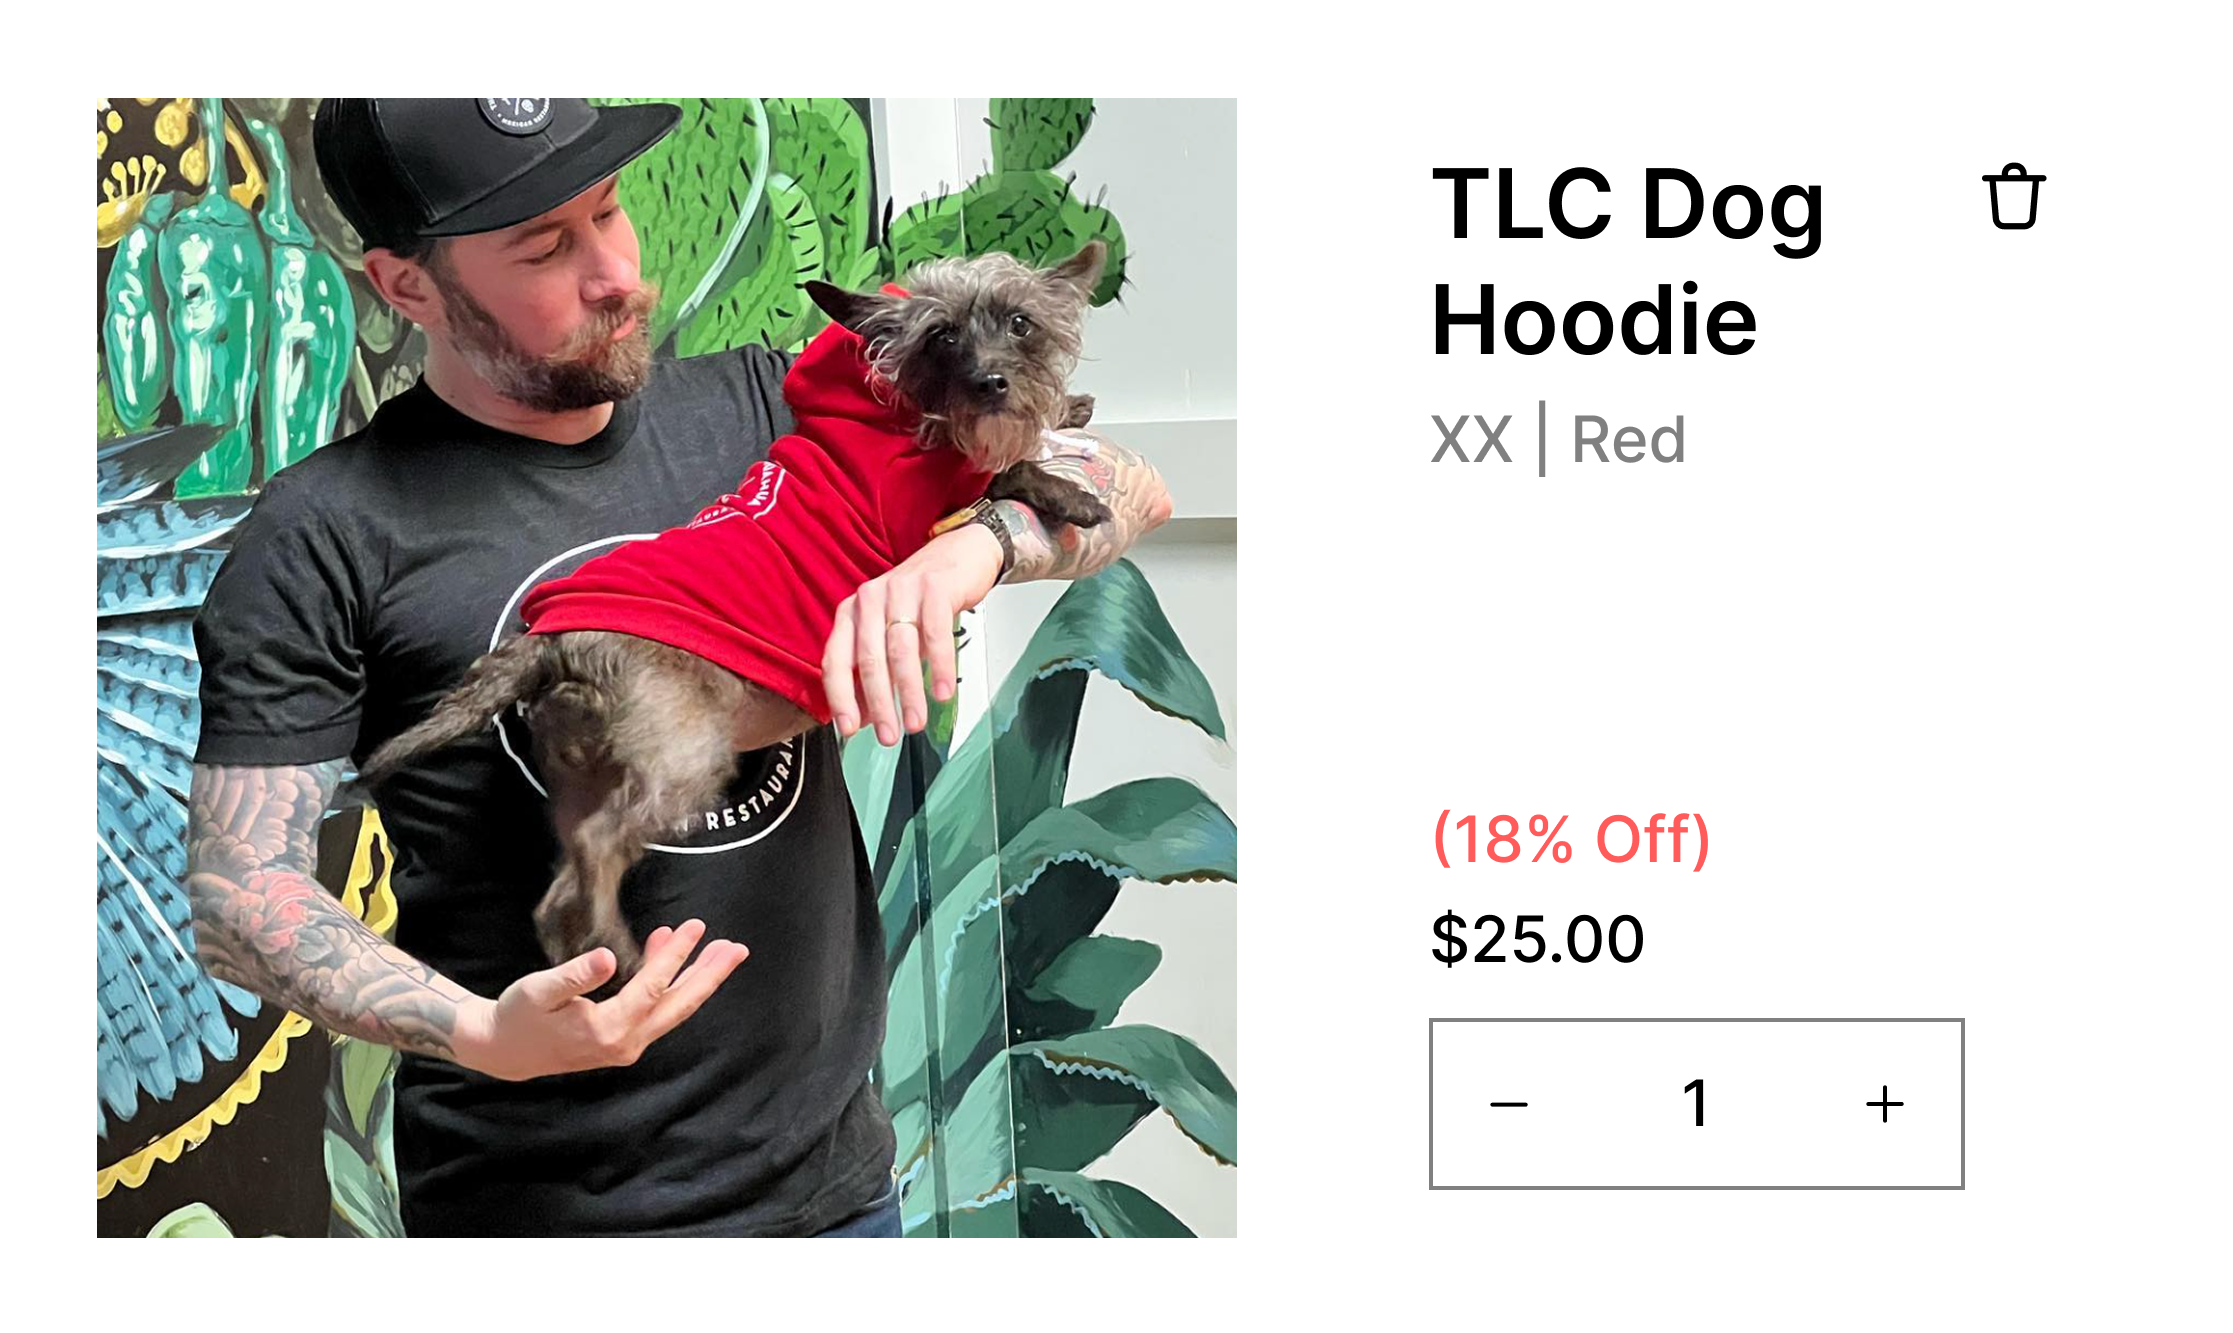 TLC Dog
Hoodie
XX | Red
(18% Off)
$25.00
1
RESTAURA